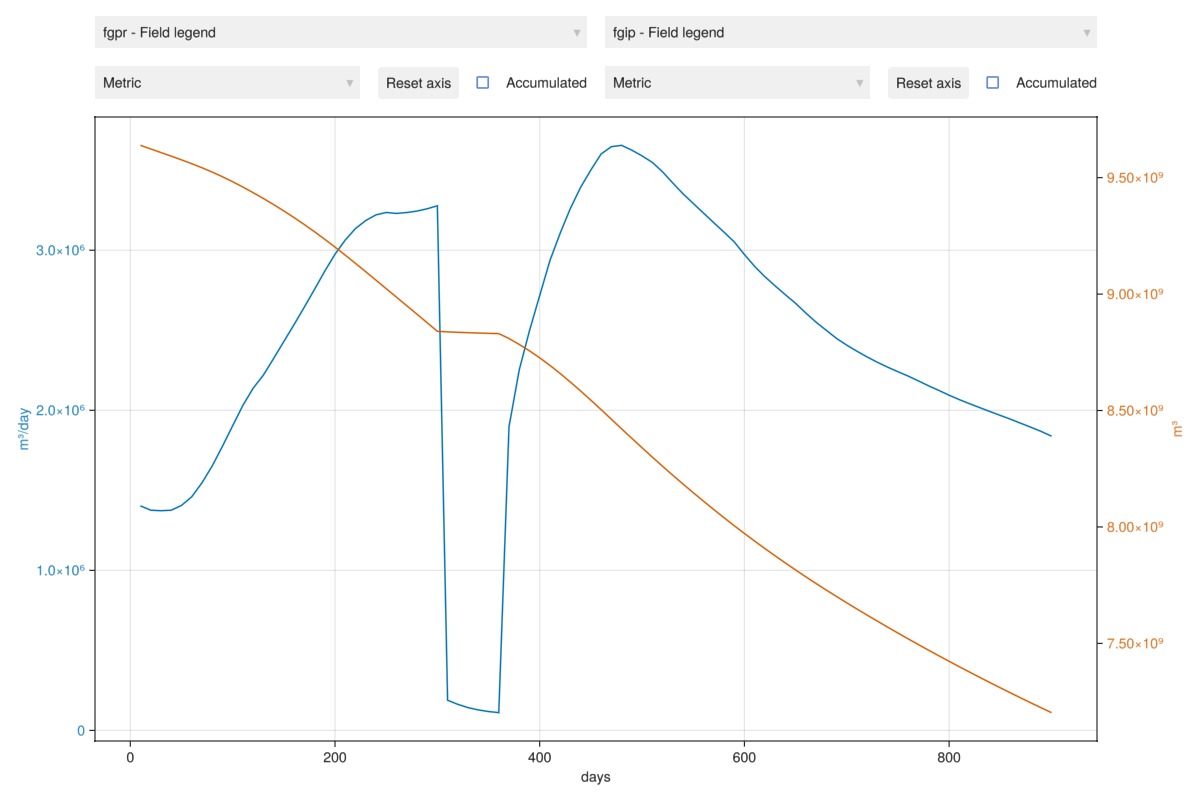 fgpr - Field legend
fgip - Field legend
Metric
Reset axis
Accumulated
Metric
Reset axis
Accumulated
3.0×10⁶
2.0×10⁶
1.0×10⁶
0
m³/day
9.50×10⁹
9.00×10⁹
8.50×10⁹
8.00×10⁹
7.50×10⁹
m³
0
200
400
600
800
days